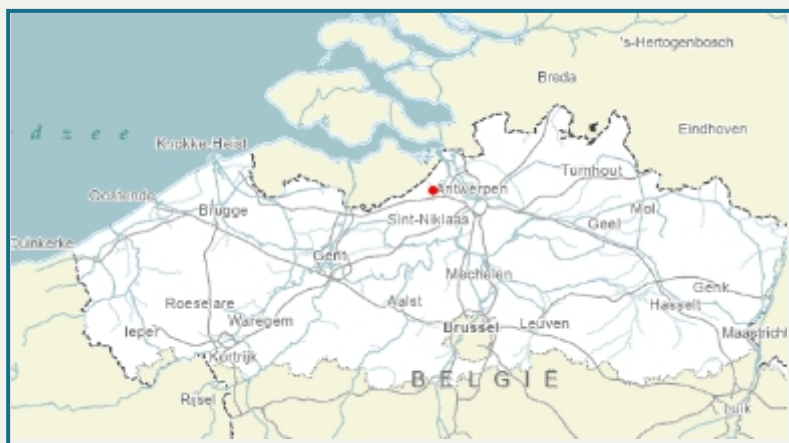 's-Hertogenbosch
Breda
d z e e
Eindhoven
Knokke-Heist
Turnhout
Oostende
Antwerpen
Brugge
Mol
Sint-Niklaas
Geel
Duinkerke
Gent
Mechelen
Genk
Roeselare
Aalst
Hasselt
Waregem
Brussel
Leuven
Ieper
Maastricht
Kortrijk
BELGIË
Rijsel
Luik